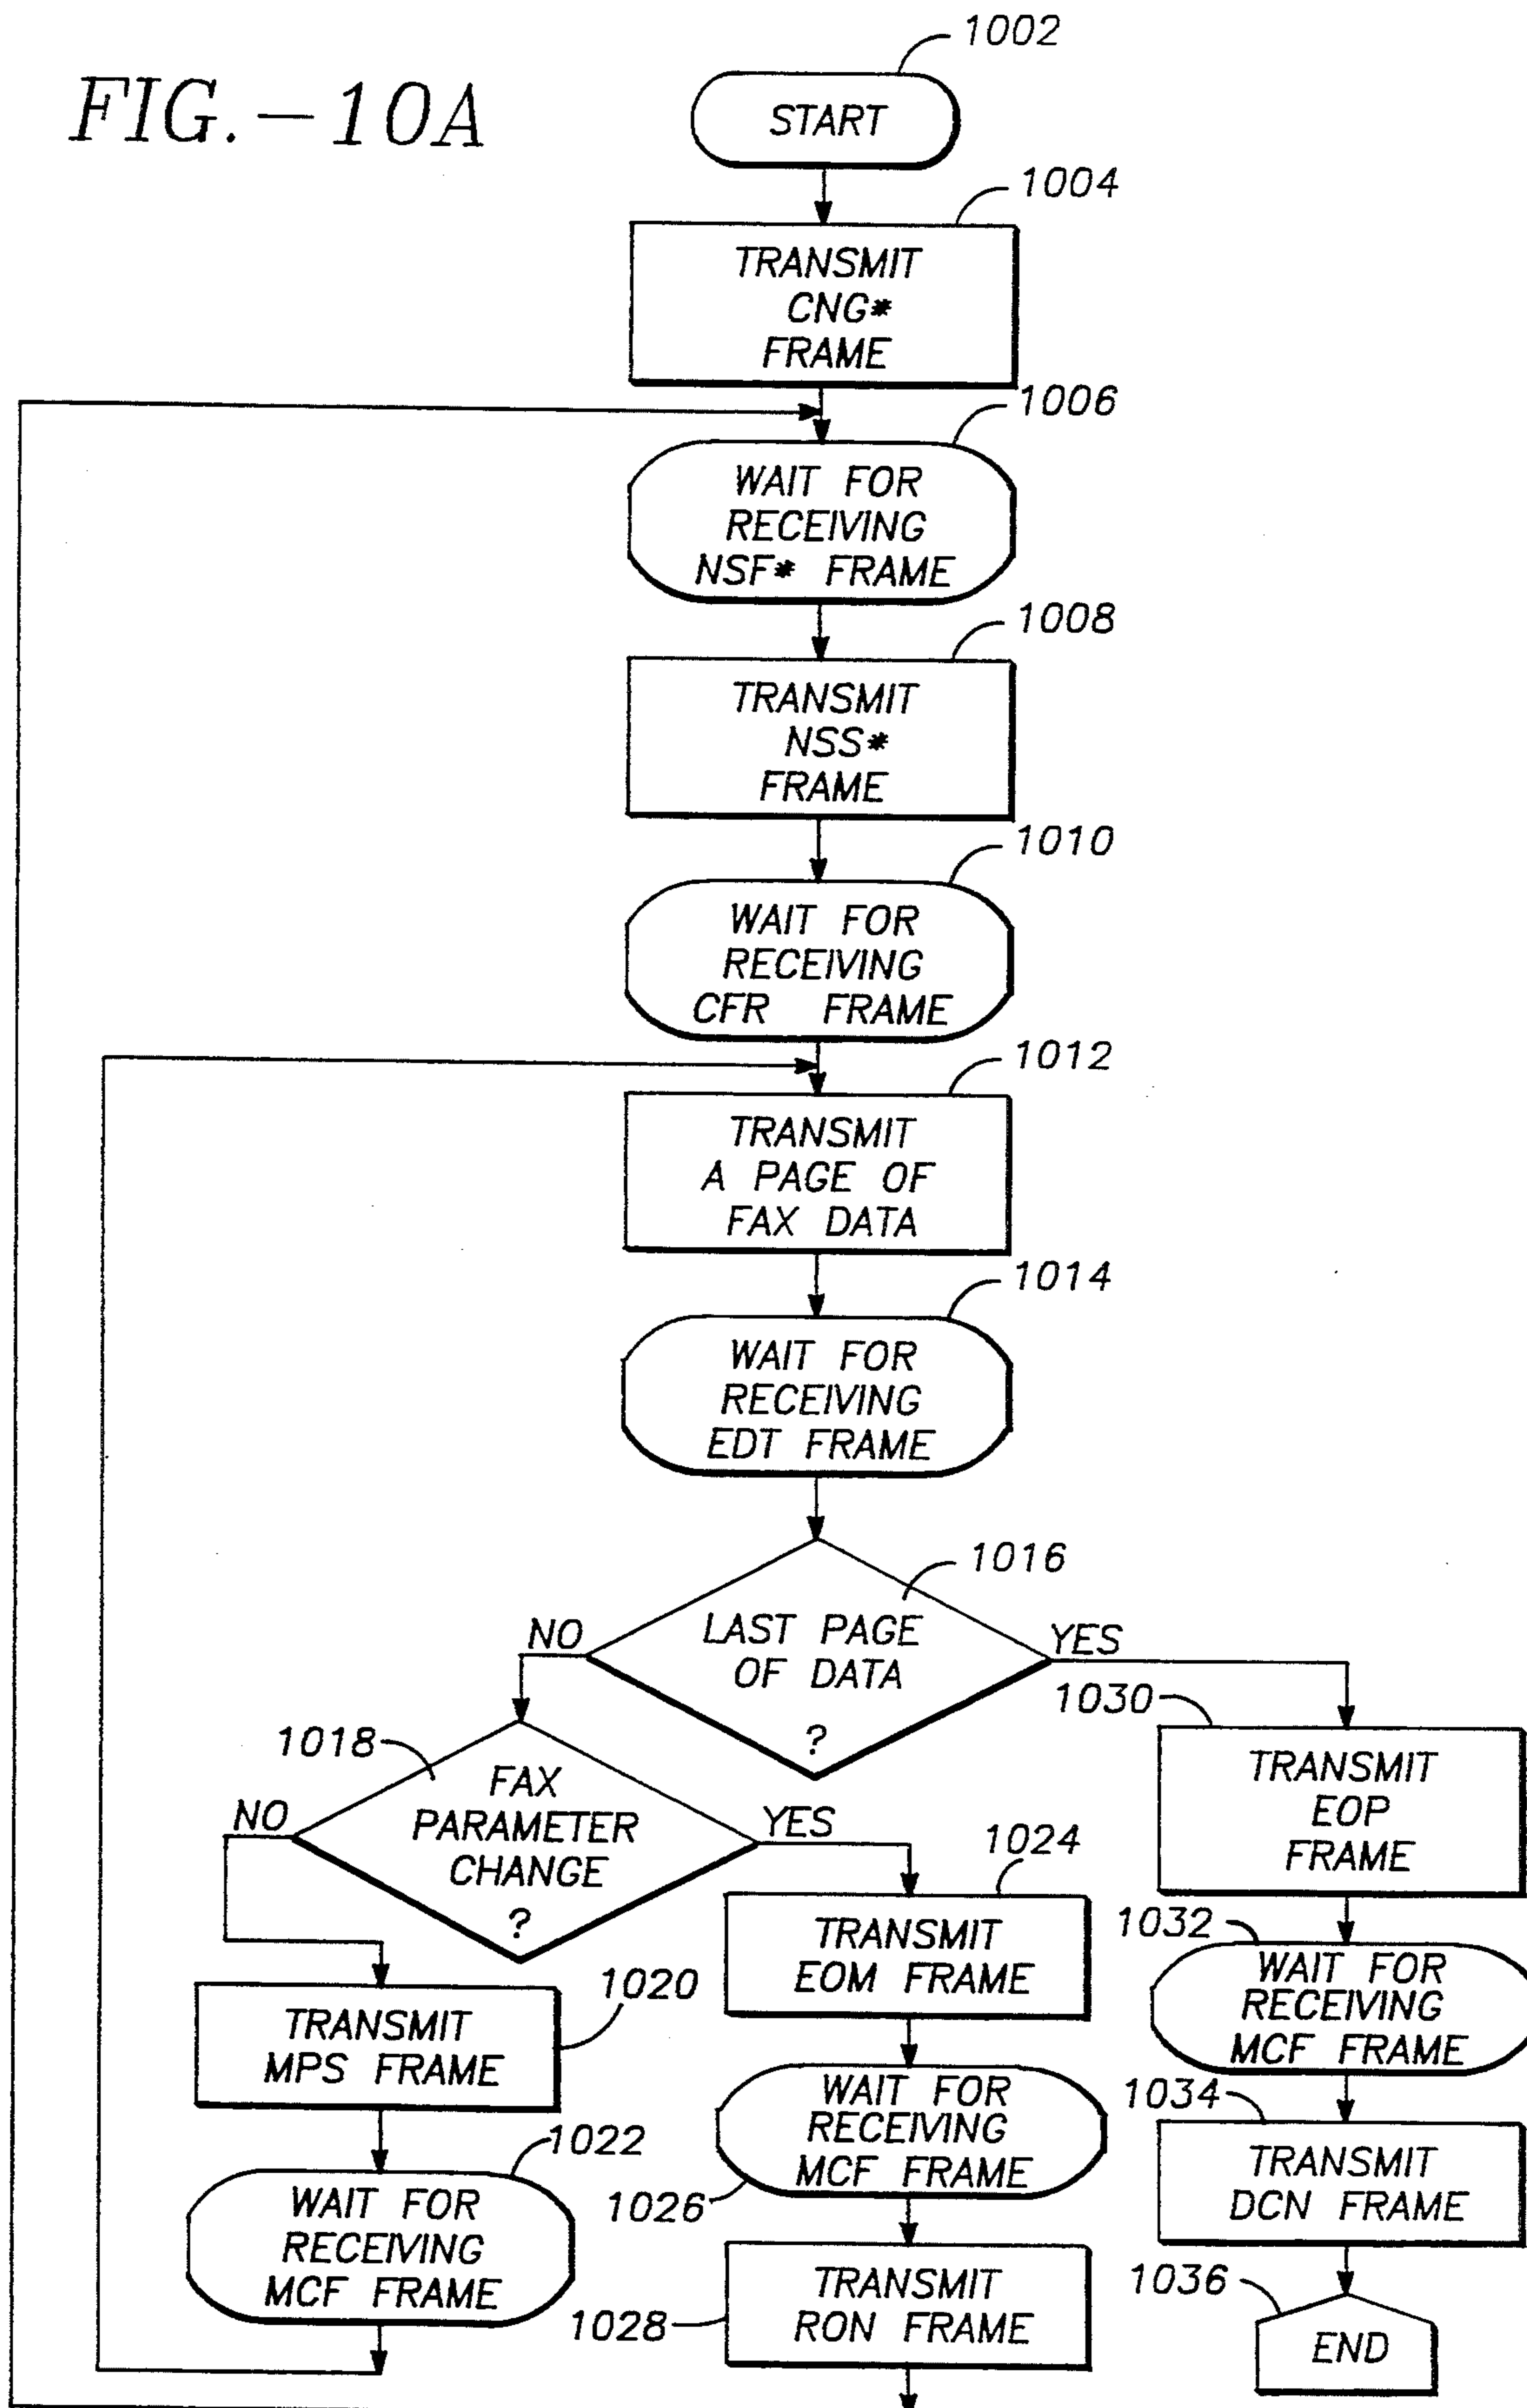 FIG.-10A
1002
START
1004
TRANSMIT
CNG*
FRAME
1006
WAIT FOR
RECEIVING
NSF* FRAME
1008
TRANSMIT
NSS*
FRAME
1010
WAIT FOR
RECEIVING
CFR FRAME
1012
TRANSMIT
A PAGE OF
FAX DATA
1014
WAIT FOR
RECEIVING
EDT FRAME
1016
LAST PAGE
OF DATA
?
NO
YES
1018
FAX
PARAMETER
CHANGE
?
NO
YES
1020
TRANSMIT
MPS FRAME
1022
WAIT FOR
RECEIVING
MCF FRAME
1024
TRANSMIT
EOM FRAME
1026
WAIT FOR
RECEIVING
MCF FRAME
1028
TRANSMIT
RON FRAME
1030
TRANSMIT
EOP
FRAME
1032
WAIT FOR
RECEIVING
MCF FRAME
1034
TRANSMIT
DCN FRAME
1036
END